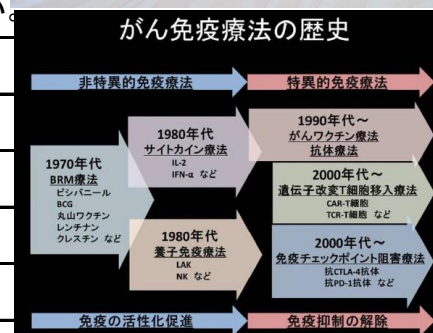 い。
がん免疫療法の歴史
非特異的免疫療法
特異的免疫療法
1970年代
BRM療法
ピシバニール
BCG
丸山ワクチン
レンチナン
クレスチン など
1980年代
サイトカイン療法
IL-2
IFN-α など
1980年代
養子免疫療法
LAK
NK など
1990年代～
がんワクチン療法
抗体療法
2000年代～
遺伝子改変T細胞移入療法
CAR-T細胞
TCR-T細胞 など
2000年代～
免疫チェックポイント阻害療法
抗CTLA-4抗体
抗PD-1抗体 など
免疫の活性化促進
免疫抑制の解除